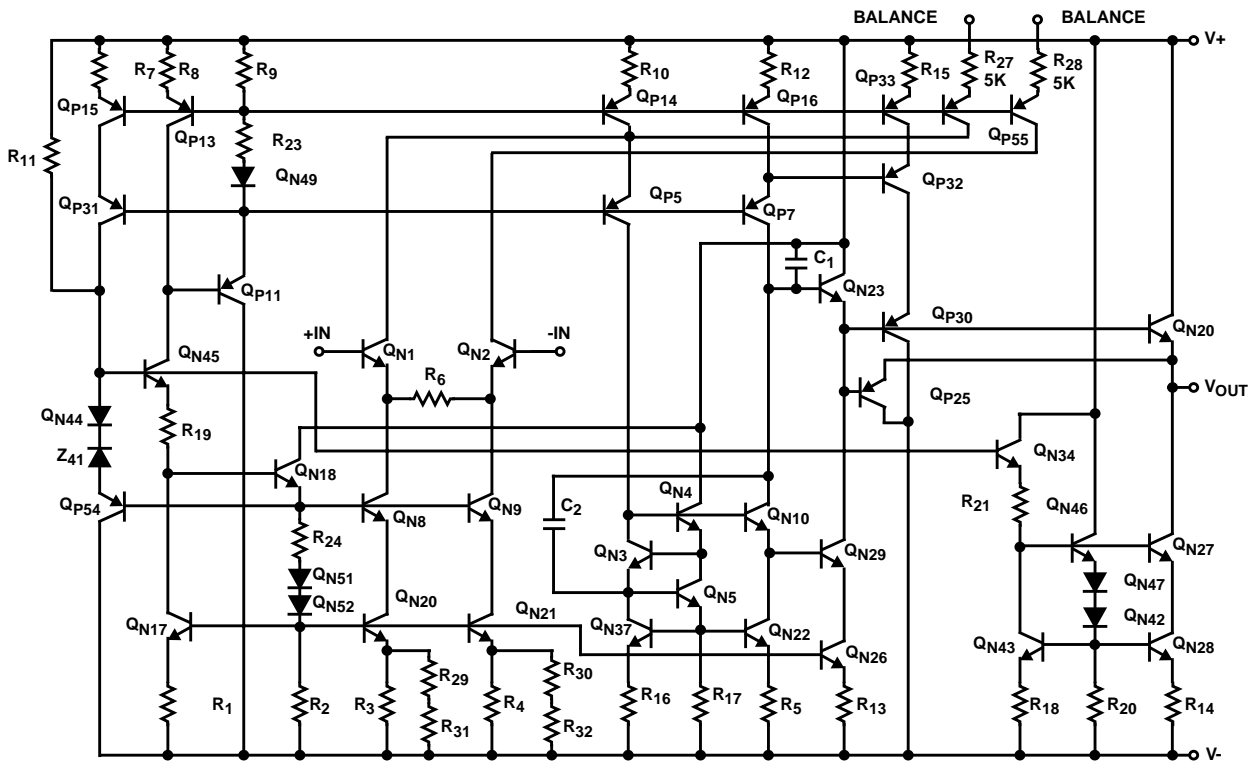 BALANCE BALANCE
V+
R7 R8 R9 R10 R12 QP33 R15 R27 5K R28 5K
QP15 QP13 QP14 QP16 QP55
R11 R23
QN49 QP32
QP31 QP5 QP7
C1
QP11 QN23
QP30 QN20
+IN -IN
QN45 QN1 QN2
R6 QP25 VOUT
QN44
R19
Z41 QN18 QN34
QP54 QN8 QN9 C2 QN4 QN10 R21 QN46
R24 QN3 QN29 QN27
QN51 QN5 QN47
QN52 QN20 QN21 QN42
QN17 QN37 QN22 QN26 QN43 QN28
R29 R30
R1 R2 R3 R31 R4 R32 R16 R17 R5 R13 R18 R20 R14
V-